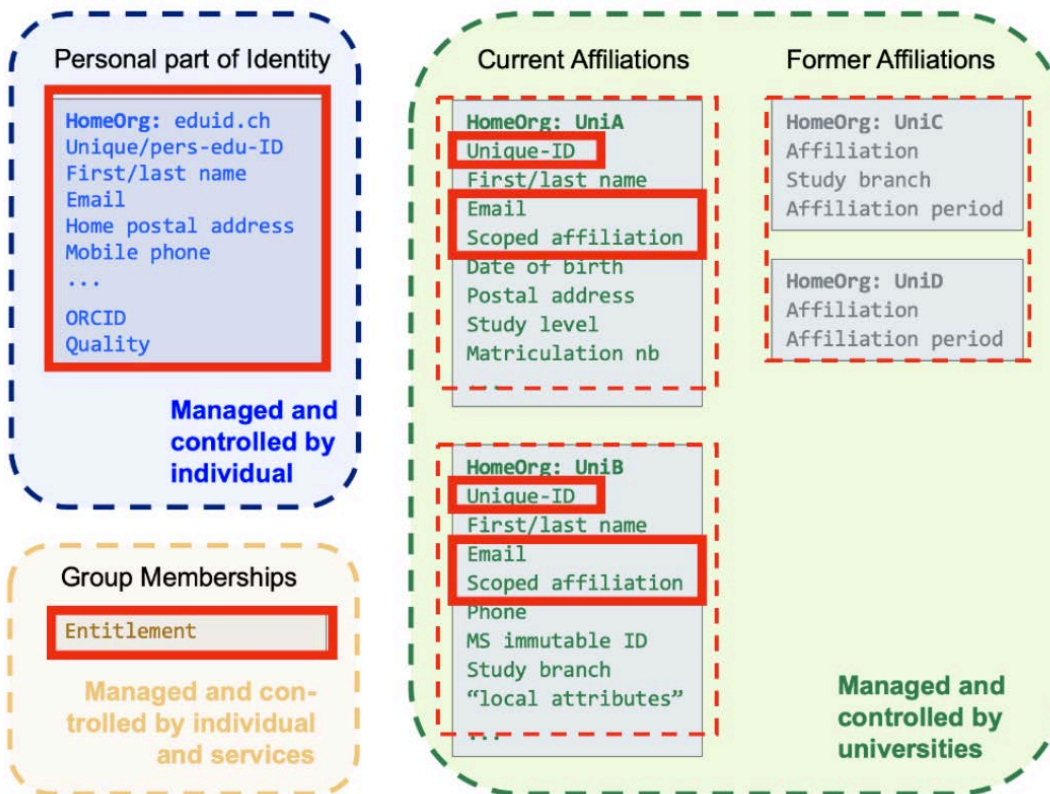 Personal part of Identity
HomeOrg: eduid.ch
Unique/pers-edu-ID
First/last name
Email
Home postal address
Mobile phone
...
ORCID
Quality
Managed and
controlled by
individual
Group Memberships
Entitlement
Managed and con-
trolled by individual
and services
Current Affiliations
HomeOrg: UniA
Unique-ID
First/last name
Email
Scoped affiliation
Date of birth
Postal address
Study level
Matriculation nb
...
HomeOrg: UniB
Unique-ID
First/last name
Email
Scoped affiliation
Phone
MS immutable ID
Study branch
“local attributes”
...
Former Affiliations
HomeOrg: UniC
Affiliation
Study branch
Affiliation period
HomeOrg: UniD
Affiliation
Affiliation period
Managed and
controlled by
universities